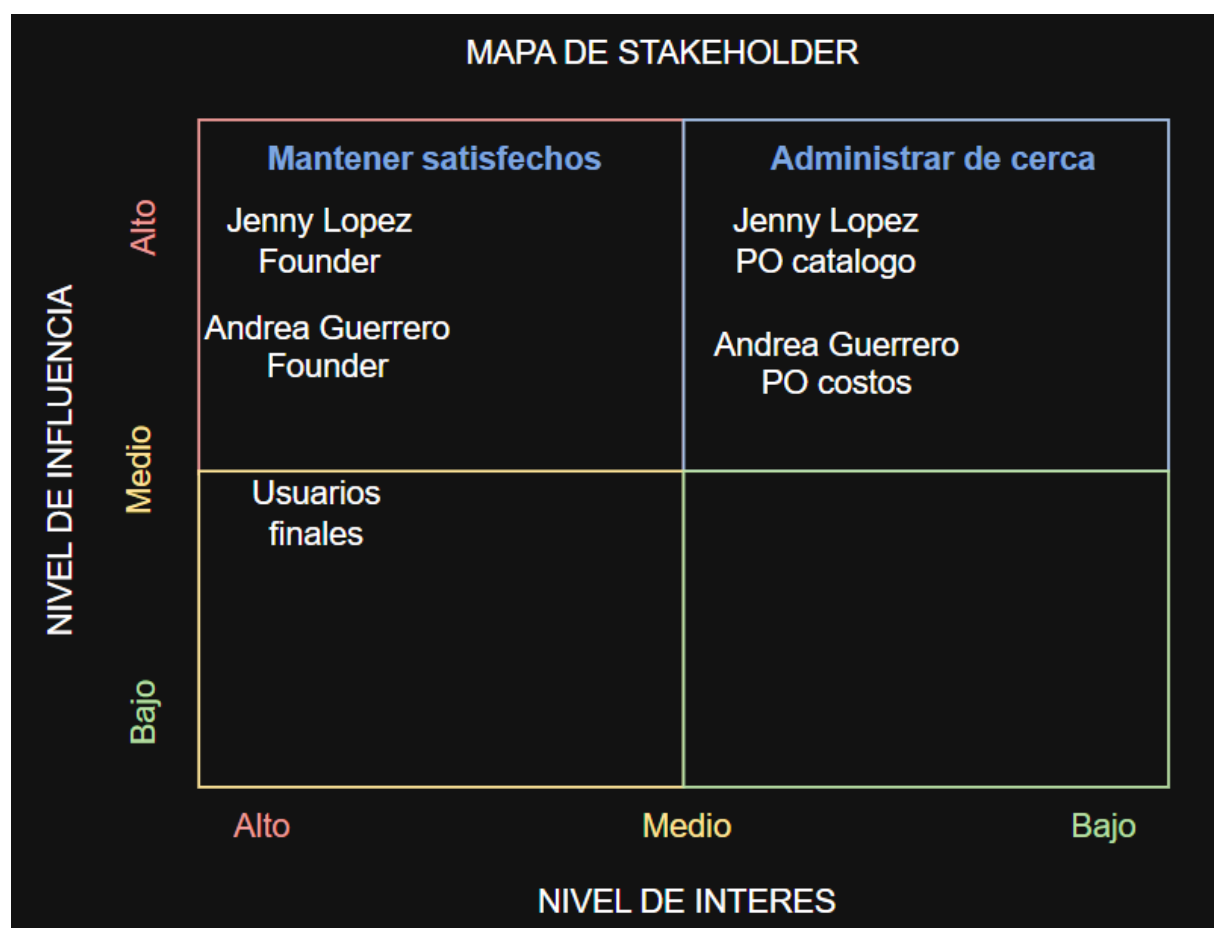 MAPA DE STAKEHOLDER
Mantener satisfechos
Administrar de cerca
Jenny Lopez
Founder
Jenny Lopez
PO catalogo
Andrea Guerrero
Founder
Andrea Guerrero
PO costos
Usuarios
finales
NIVEL DE INFLUENCIA
Alto
Medio
Bajo
Alto
Medio
Bajo
NIVEL DE INTERES